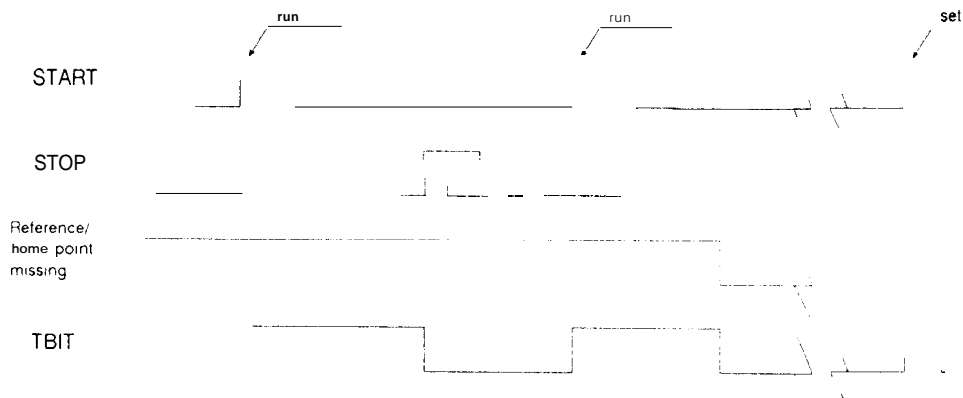 run
run
set
START
STOP
Reference/
home point
missing
TBIT